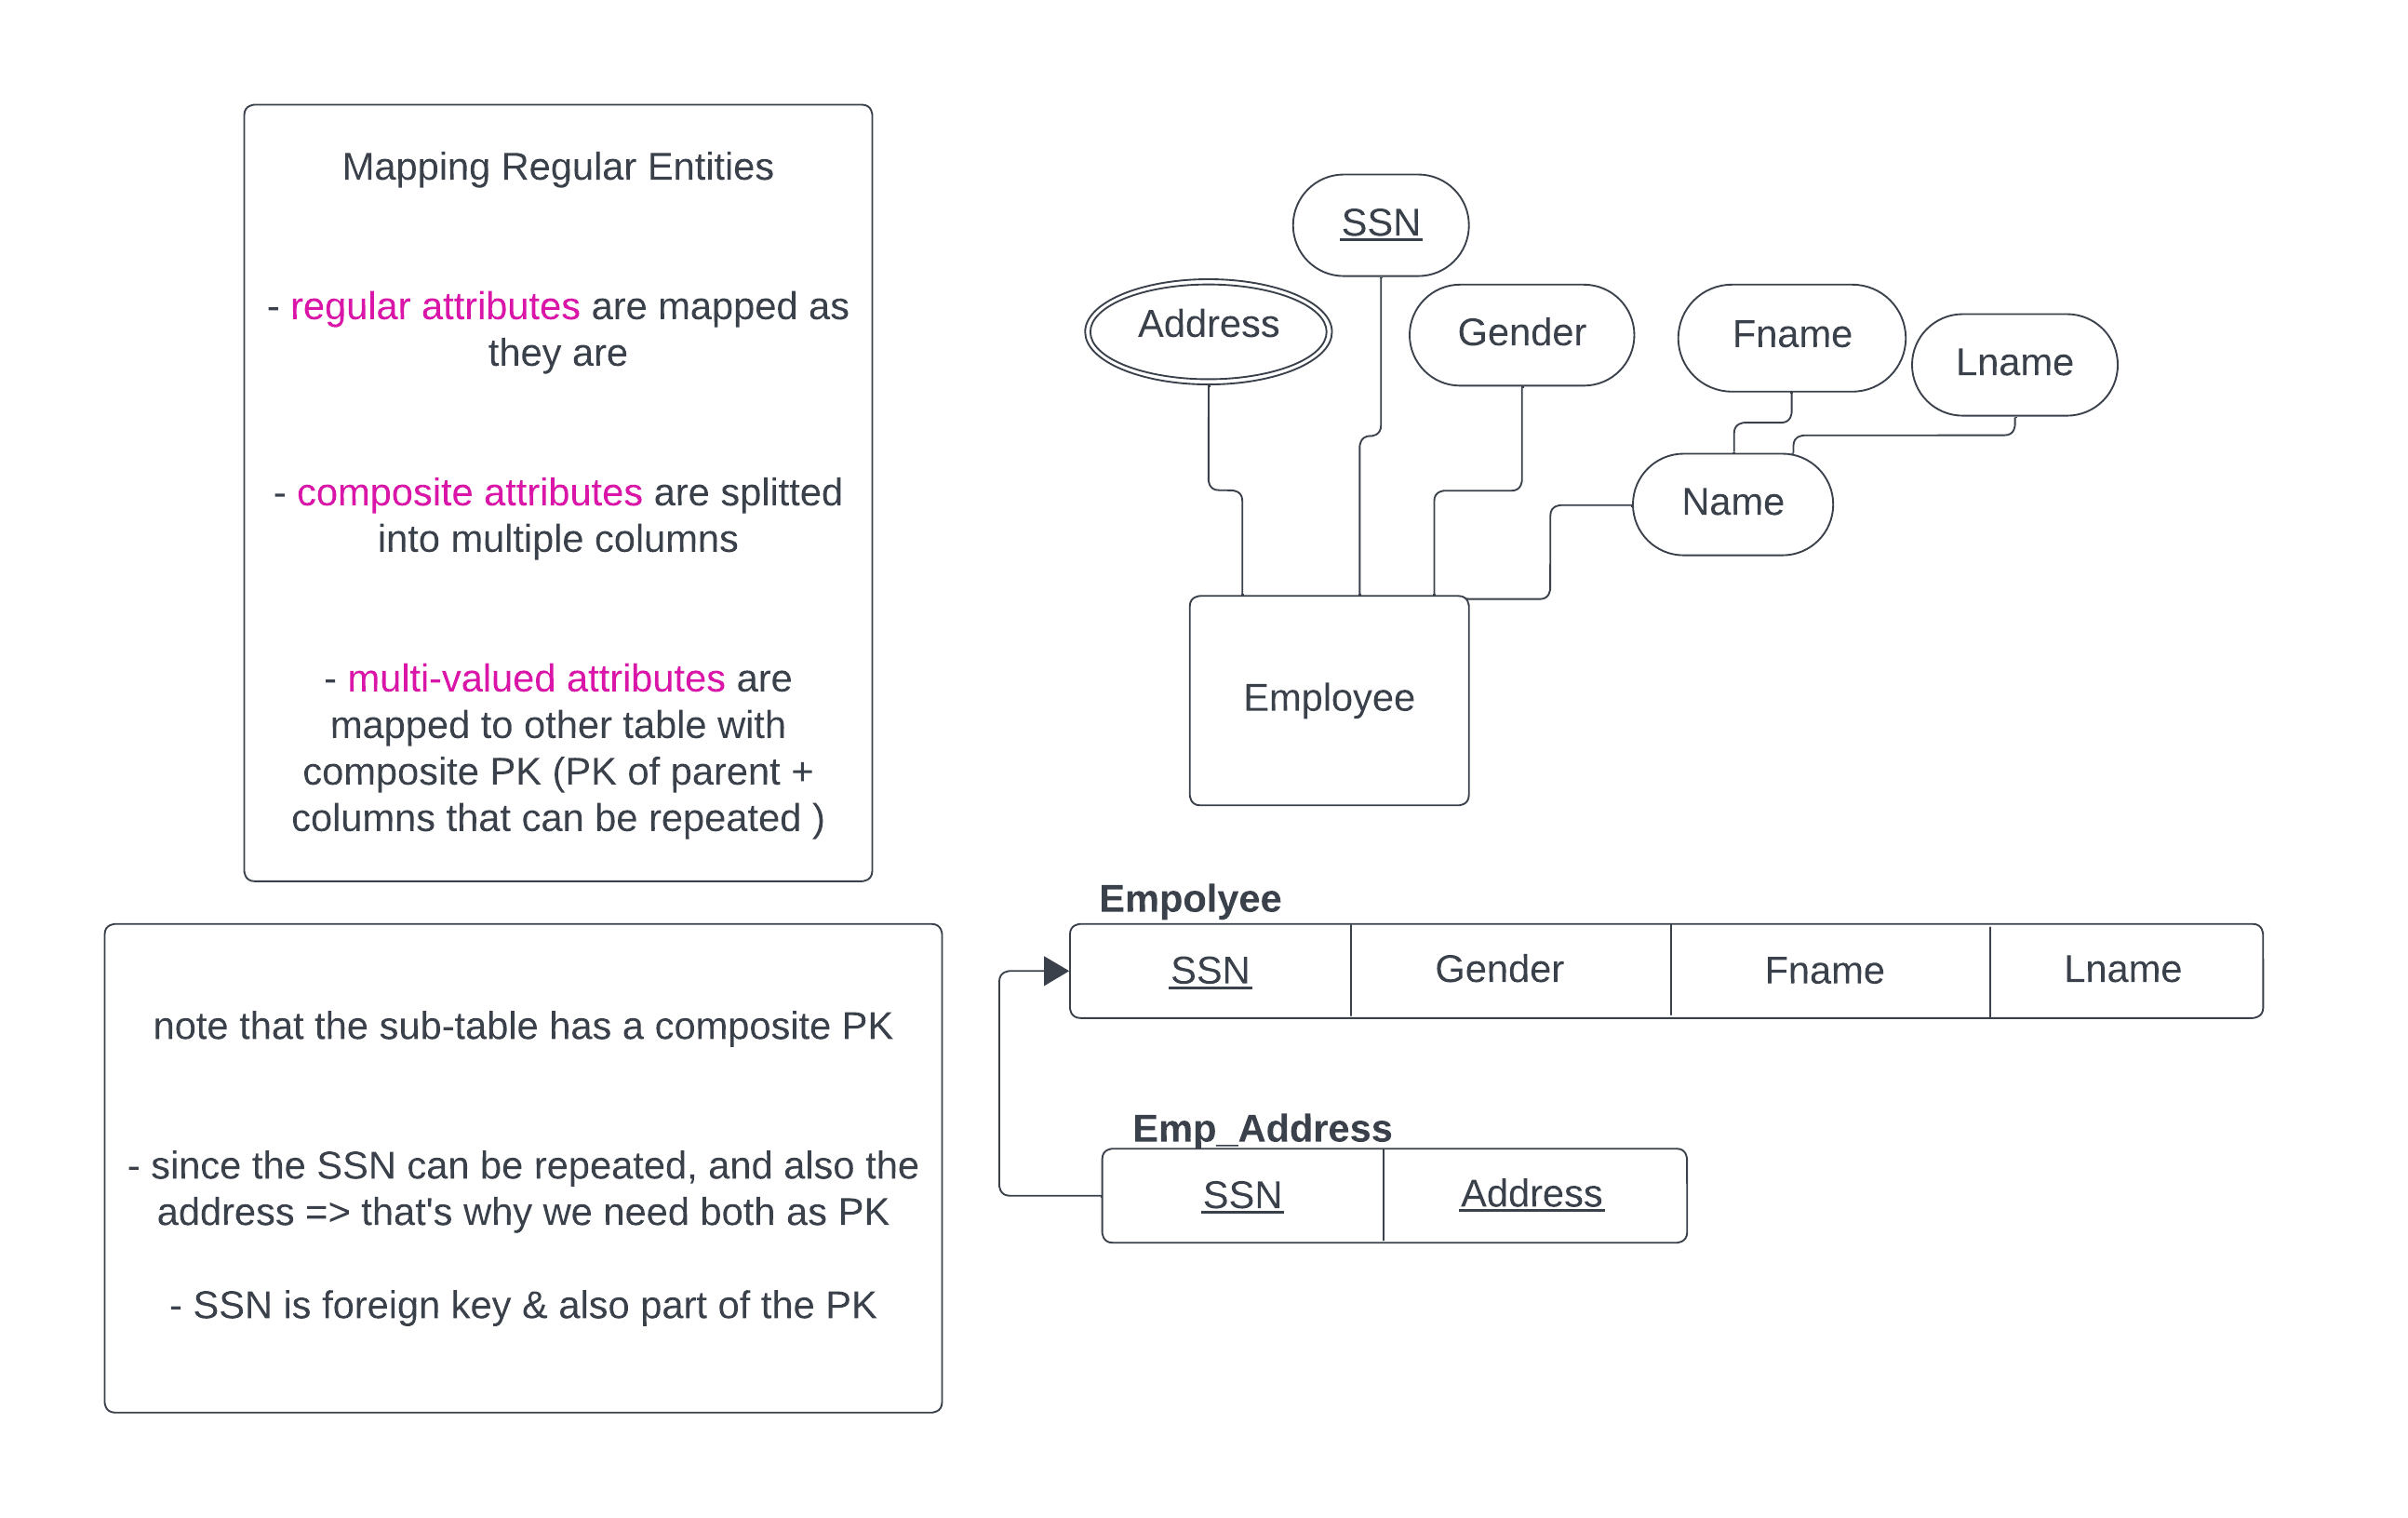 Mapping Regular Entities
- regular attributes are mapped as
they are
- composite attributes are splitted
into multiple columns
- multi-valued attributes are
mapped to other table with
composite PK (PK of parent +
columns that can be repeated )
SSN
Address
Gender
Fname
Lname
Name
Employee
Empolyee
SSN
Gender
Fname
Lname
note that the sub-table has a composite PK
- since the SSN can be repeated, and also the
address => that's why we need both as PK
- SSN is foreign key & also part of the PK
Emp_Address
SSN
Address